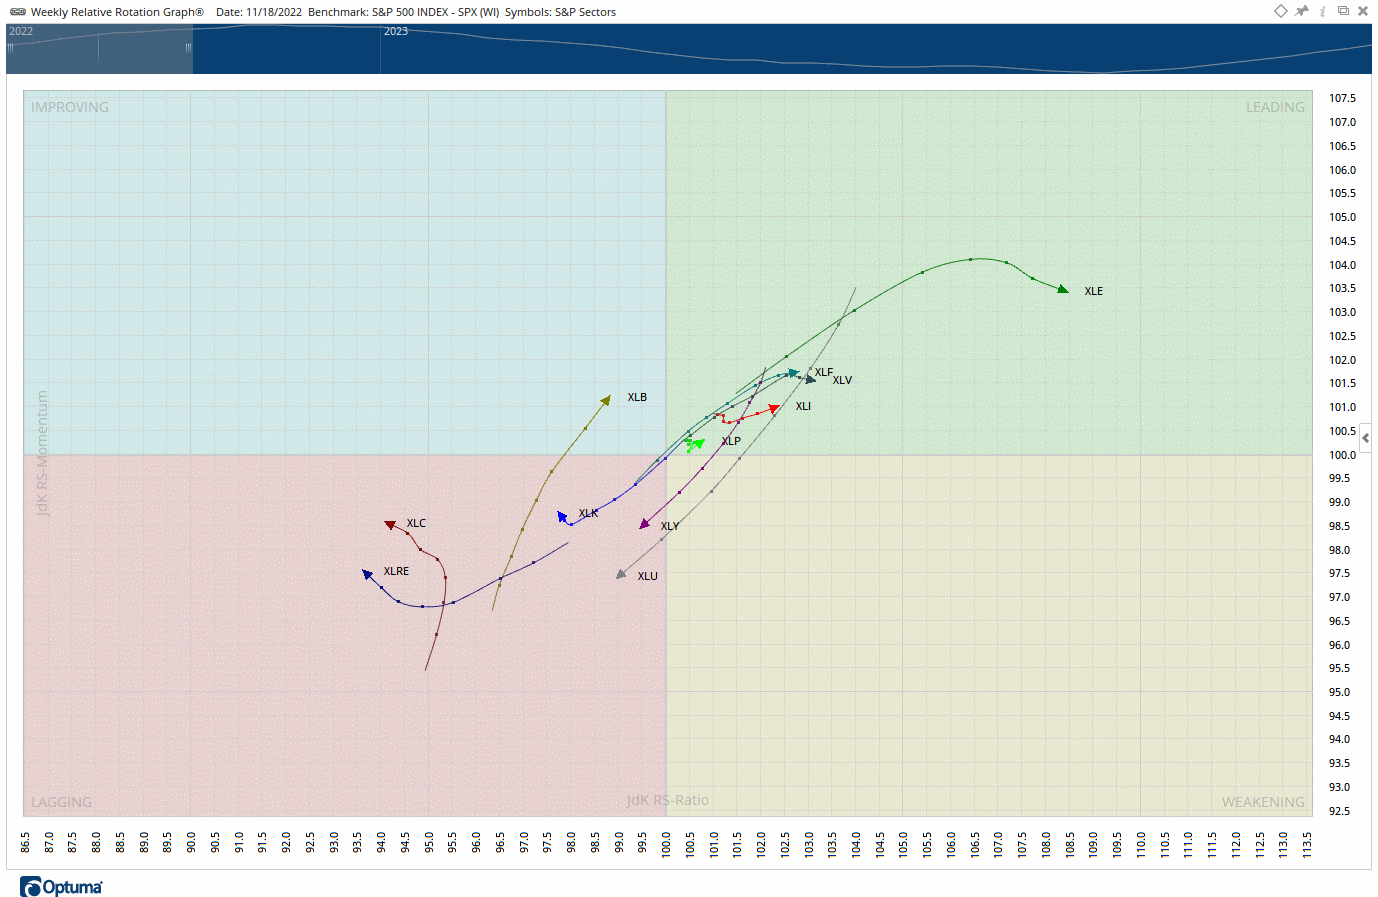 Weekly Relative Rotation Graph® Date: 11/18/2022 Benchmark: S&P 500 INDEX - SPX (WI) Symbols: S&P Sectors
2022 2023
IMPROVING LEADING
107.5
107.0
106.5
106.0
105.5
105.0
104.5
104.0
103.5
103.0
102.5
102.0
101.5
101.0
100.5
100.0
99.5
99.0
98.5
98.0
97.5
97.0
96.5
96.0
95.5
95.0
94.5
94.0
93.5
93.0
92.5
XLE
XLF
XLV
XLB
XLI
XLP
XLK
XLC
XLY
XLRE
XLU
JdK RS-Momentum
JdK RS-Ratio
LAGGING WEAKENING
86.5 87.0 87.5 88.0 88.5 89.0 89.5 90.0 90.5 91.0 91.5 92.0 92.5 93.0 93.5 94.0 94.5 95.0 95.5 96.0 96.5 97.0 97.5 98.0 98.5 99.0 99.5 100.0 100.5 101.0 101.5 102.0 102.5 103.0 103.5 104.0 104.5 105.0 105.5 106.0 106.5 107.0 107.5 108.0 108.5 109.0 109.5 110.0 110.5 111.0 111.5 112.0 112.5 113.0 113.5
Optuma